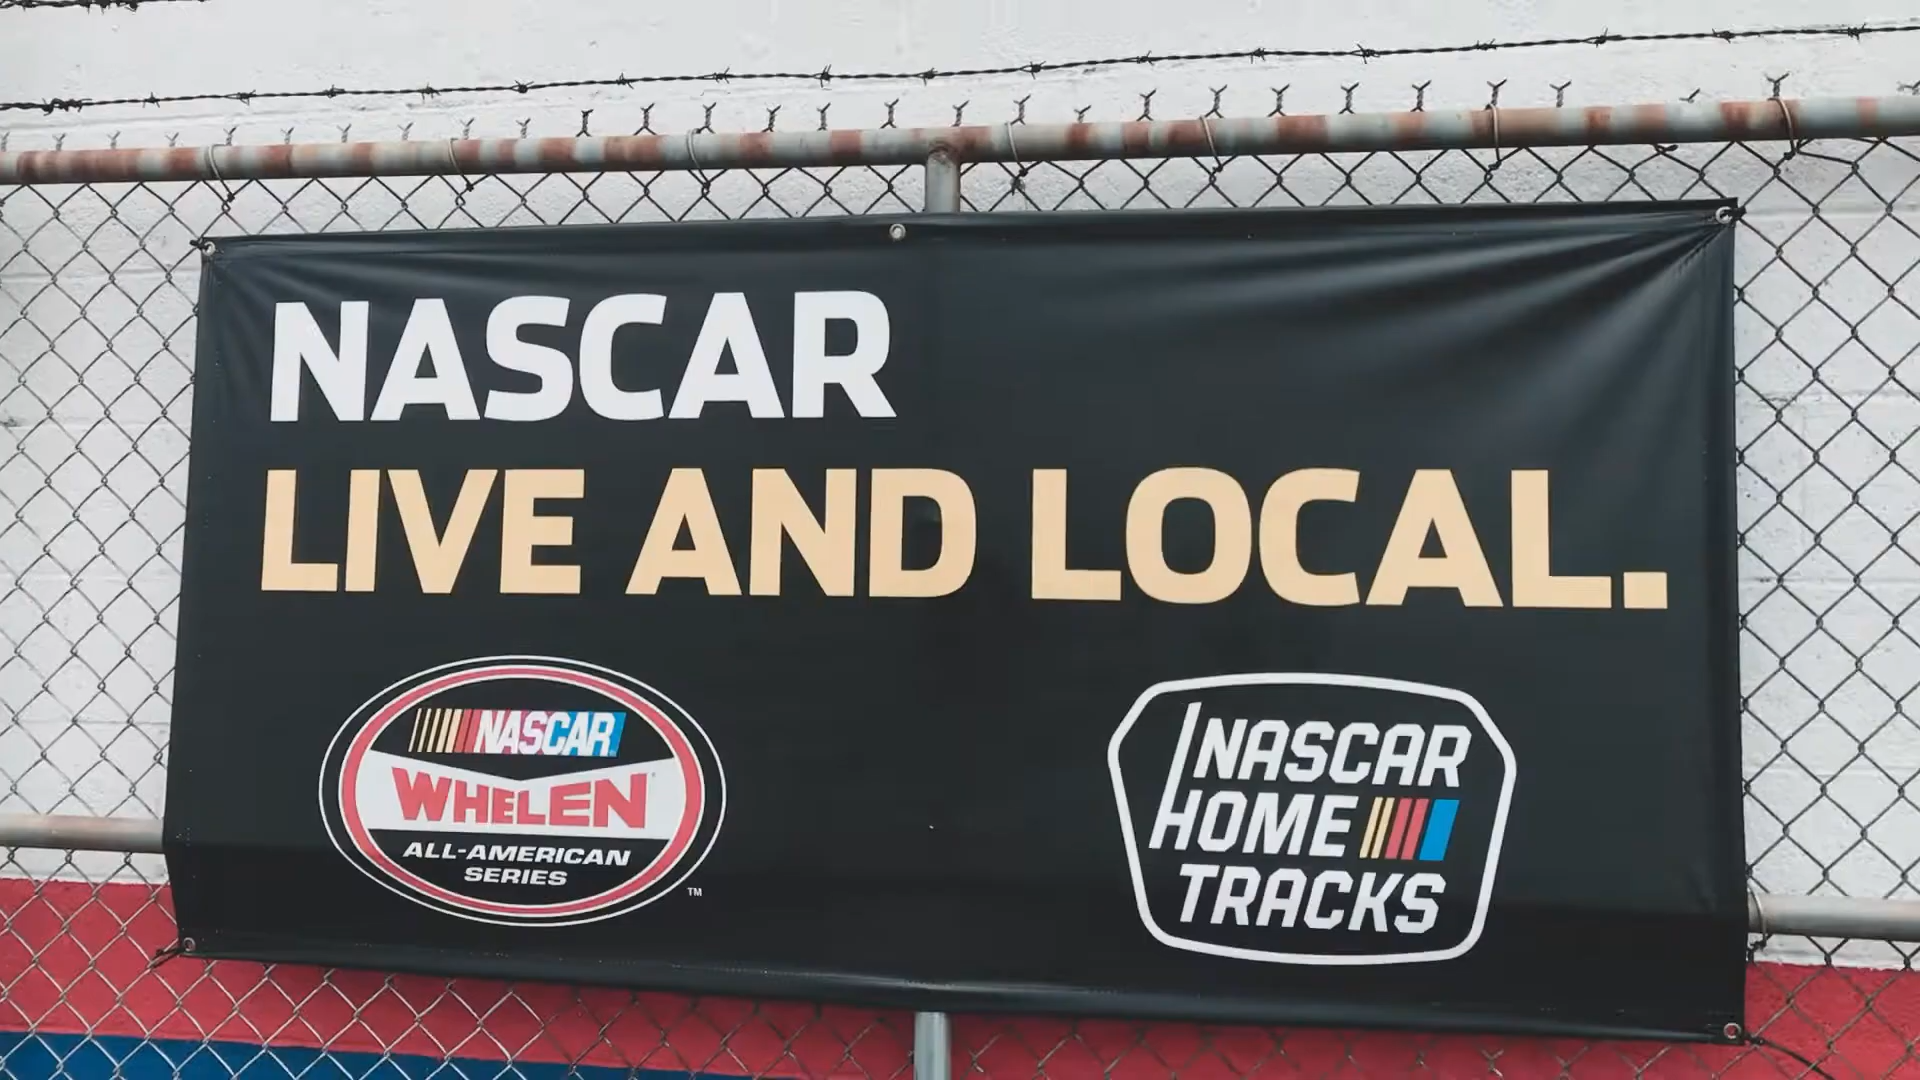 NASCAR
LIVE AND LOCAL.
NASCAR
WHELEN
ALL-AMERICAN
SERIES
TM
NASCAR
HOME
TRACKS